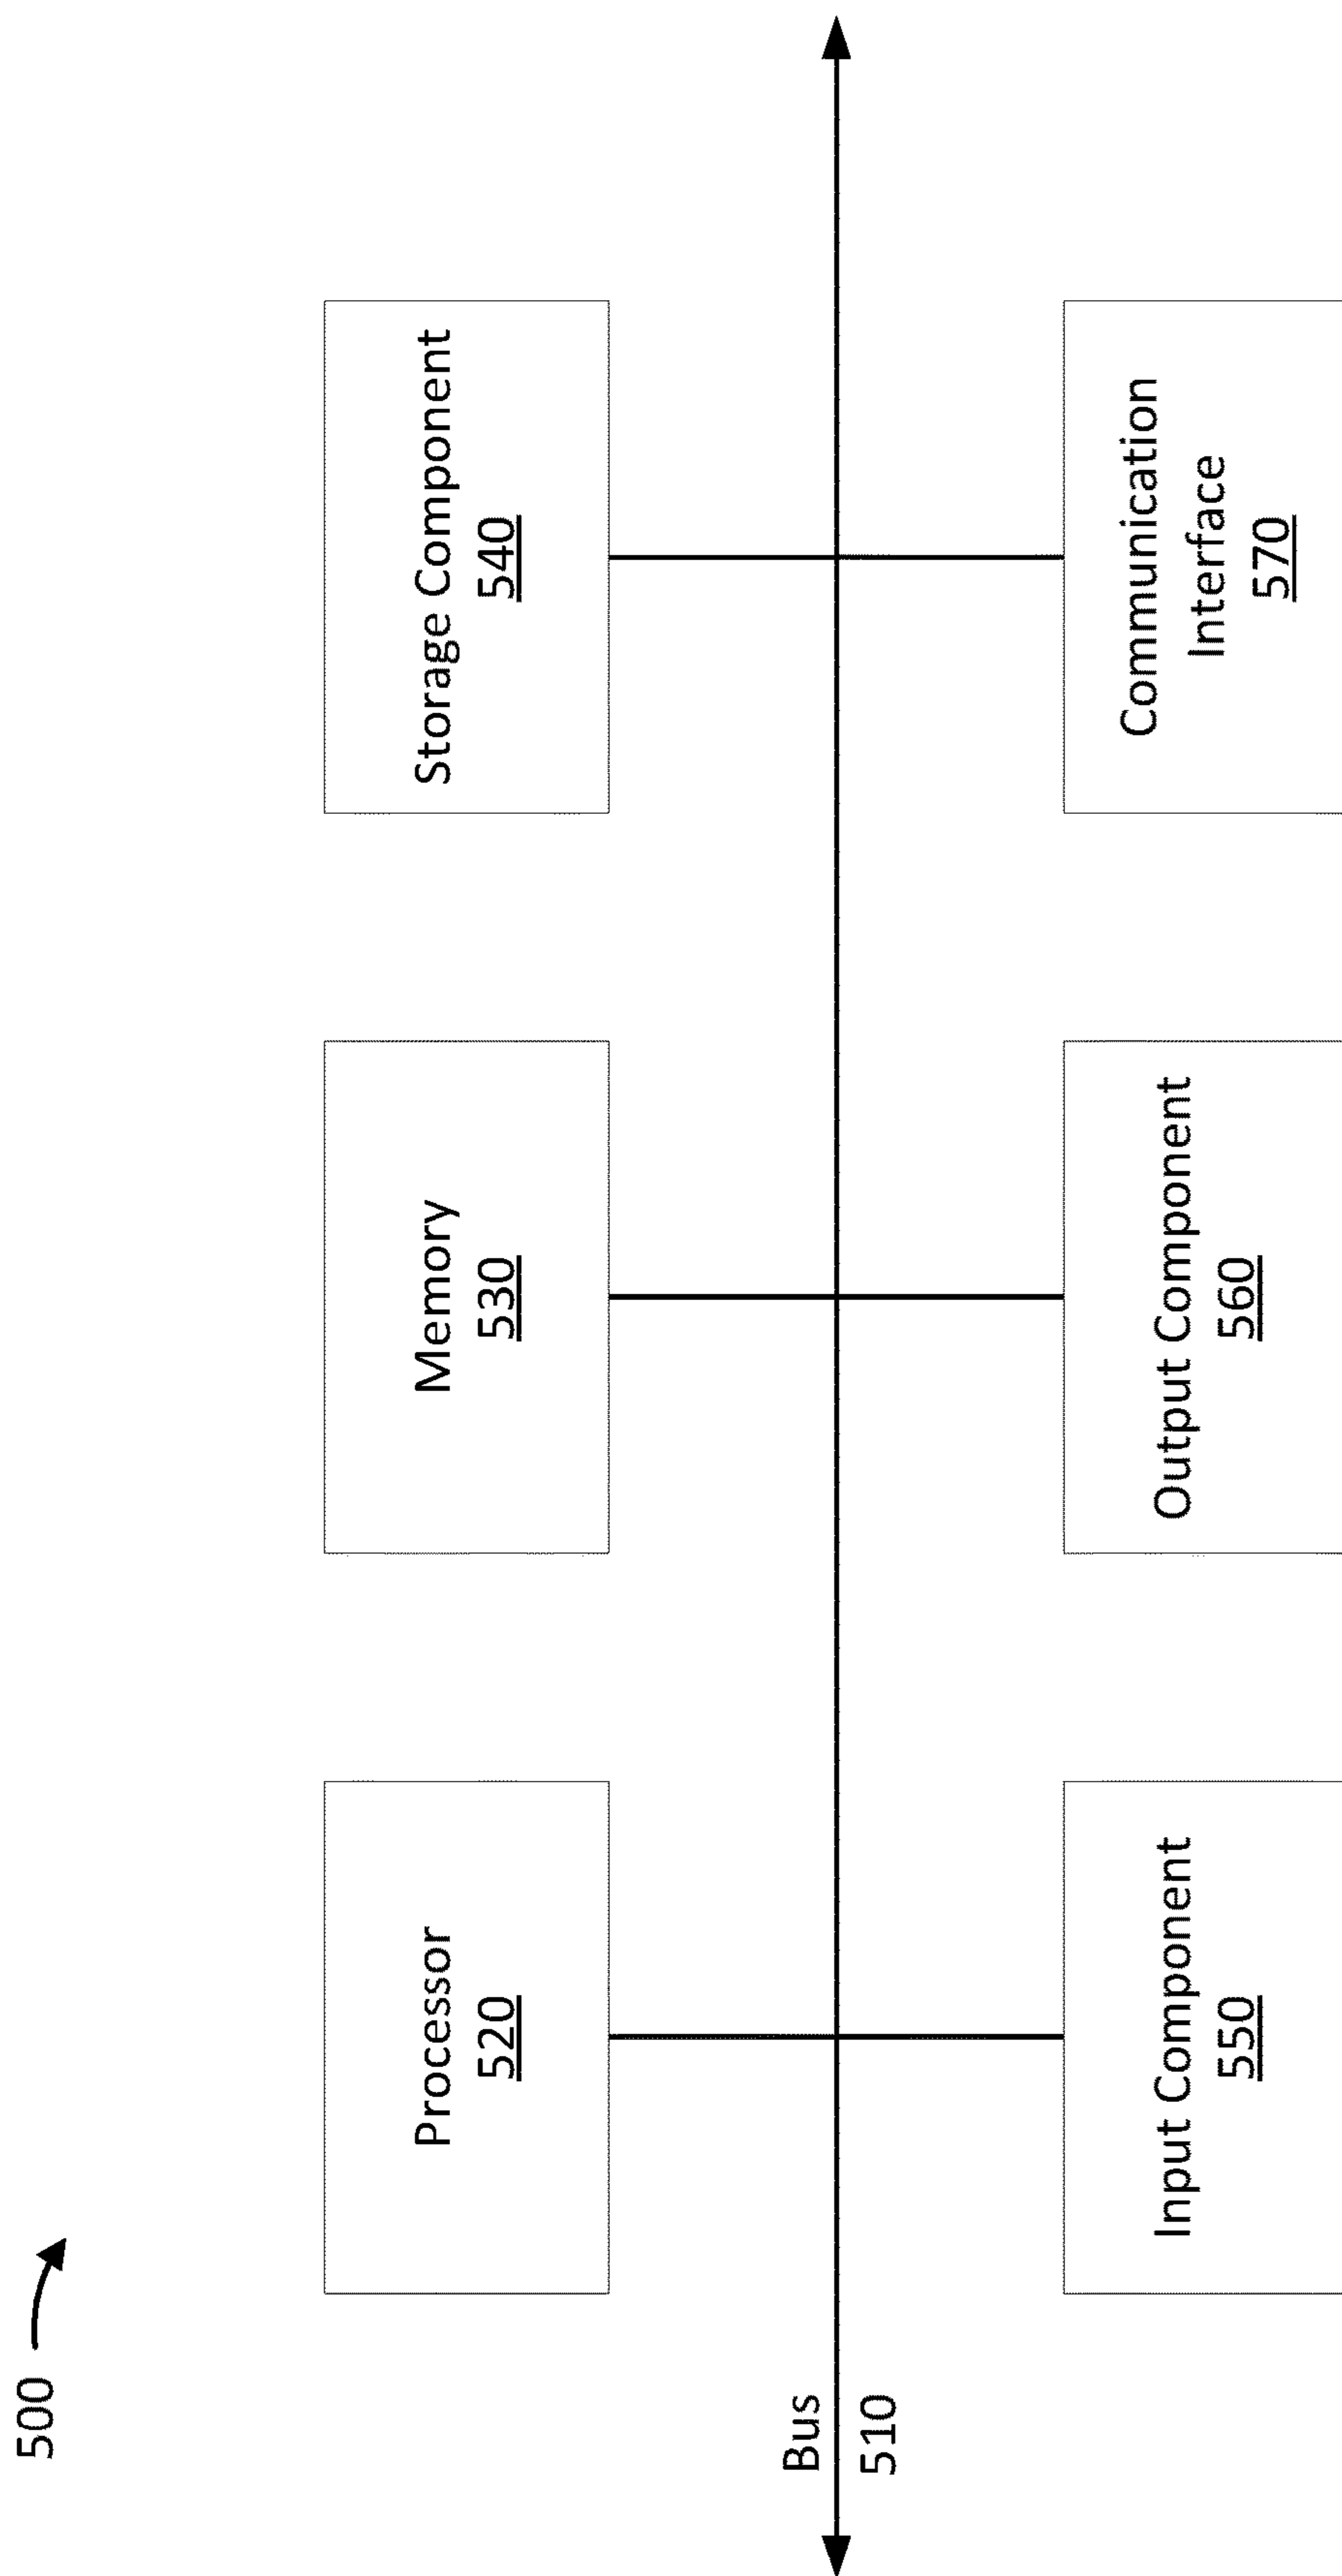 500
Processor
520
Memory
530
Storage Component
540
Bus
510
Input Component
550
Output Component
560
Communication
Interface
570